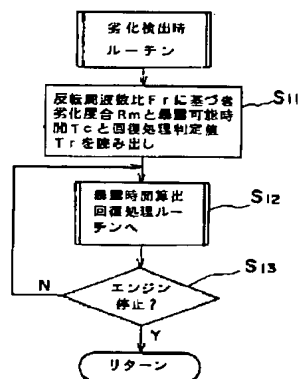 劣化検出時
ルーチン
反転周波数比Frに基づき
劣化度合Rmと暴露可能時
間Tcと回復処理判定値
Trを読み出し
S11
暴露時間算出
回復処理ルー
チンへ
S12
エンジン
停止?
S13
N
Y
リターン